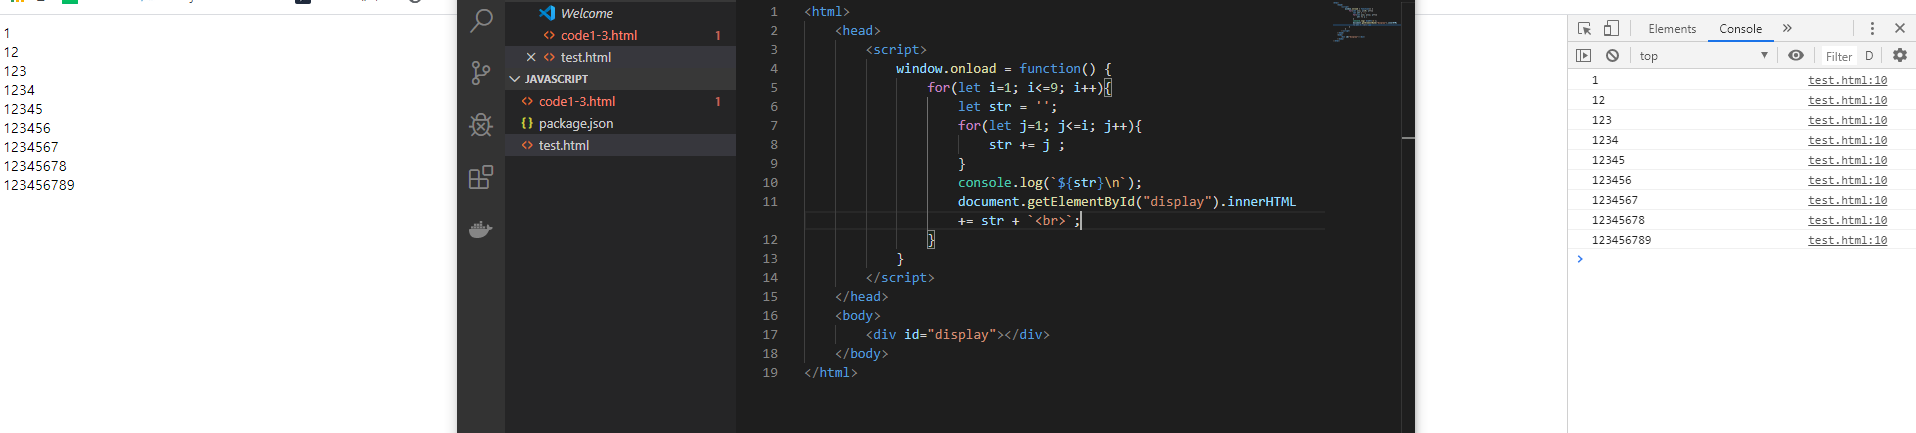 1
12
123
1234
12345
123456
1234567
12345678
123456789
Welcome
code1-3.html 1
test.html
JAVASCRIPT
code1-3.html 1
{} package.json
test.html
1 <html>
2 <head>
3 <script>
4 window.onload = function() {
5 for(let i=1; i<=9; i++){
6 let str = '';
7 for(let j=1; j<=i; j++){
8 str += j ;
9 }
10 console.log(`${str}\n`);
11 document.getElementById("display").innerHTML
+= str + `<br>`;
12 }
13 }
14 </script>
15 </head>
16 <body>
17 <div id="display"></div>
18 </body>
19 </html>
Elements Console »
top Filter D
1 test.html:10
12 test.html:10
123 test.html:10
1234 test.html:10
12345 test.html:10
123456 test.html:10
1234567 test.html:10
12345678 test.html:10
123456789 test.html:10
>